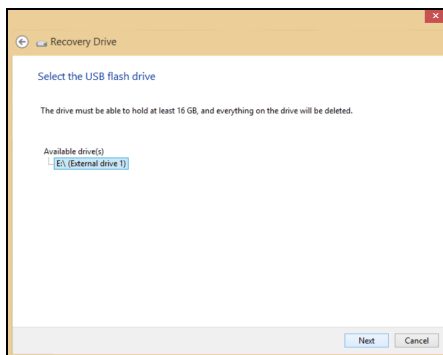 Recovery Drive
Select the USB flash drive
The drive must be able to hold at least 16 GB, and everything on the drive will be deleted.
Available drive(s)
E:\ (External drive 1)
Next Cancel